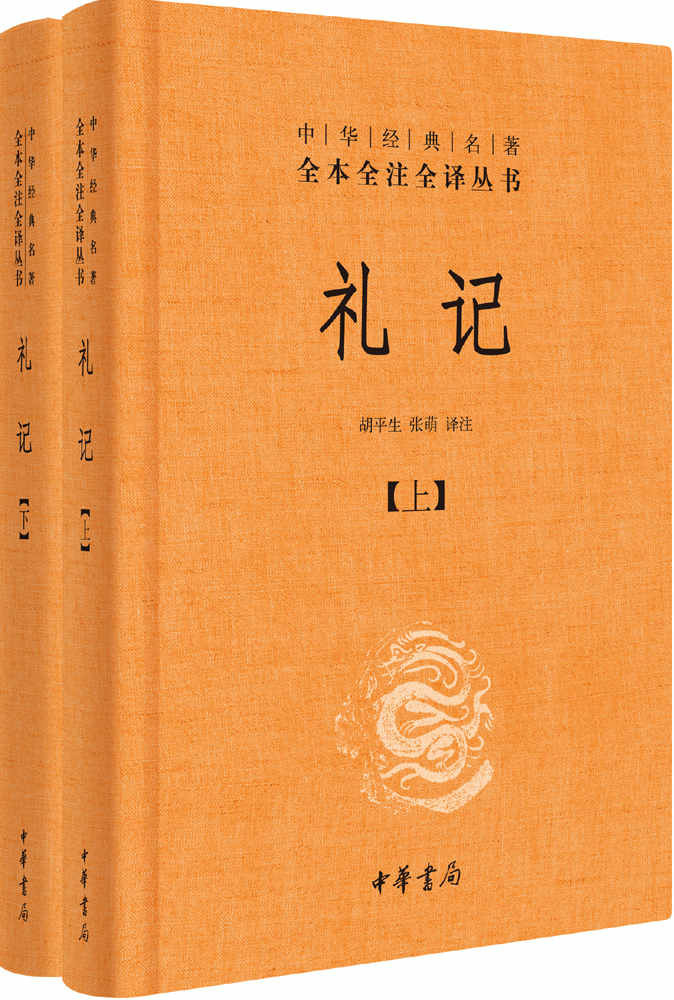 中华经典名著
全本全注全译丛书
礼记
胡平生 张萌 译注
【上】
中華書局
中华经典名著
全本全注全译丛书
礼记
【上】
中華書局
中华经典名著
全本全注全译丛书
礼记
【下】
中華書局